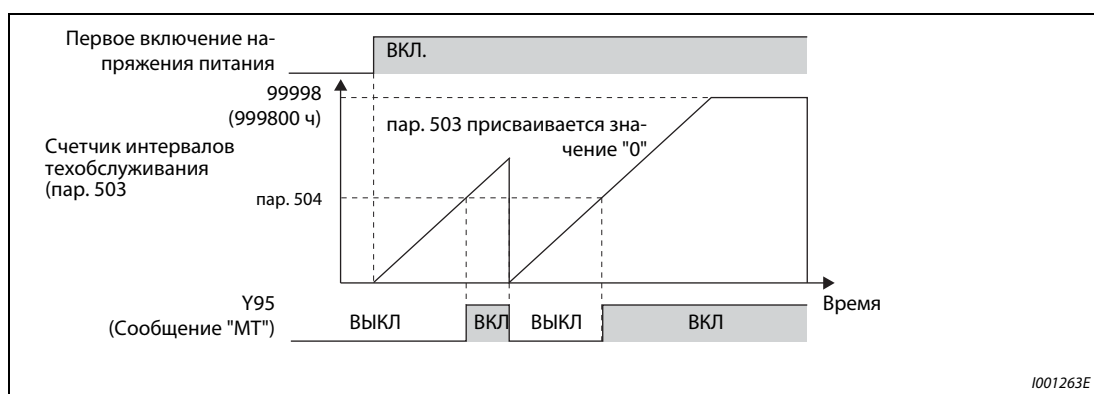 Первое включение на-
пряжения питания
ВКЛ.
99998
(999800 ч)
пар. 503 присваивается зна-
чение "0"
Счетчик интервалов
техобслуживания
(пар. 503
пар. 504
Y95
(Сообщение "МТ")
ВЫКЛ
ВКЛ
ВЫКЛ
ВКЛ
Время
I001263E